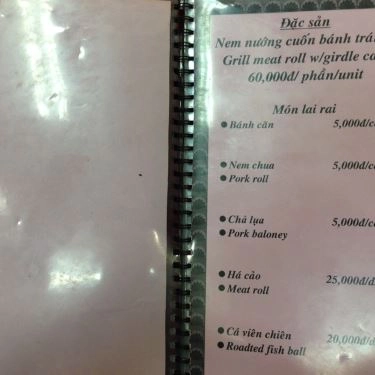 Đặc sản
Nem nướng cuốn bánh trá
Grill meat roll w/girdle ca
60,000đ/ phần/unit
Món lai rai
Bánh căn 5,000đ/c
Nem chua 5,000đ/c
Pork roll
Chả lụa 5,000đ/c
Pork baloney
Há cảo 25,000đ/đ
Meat roll
Cá viên chiên 20,000đ/đ
Roadted fish ball